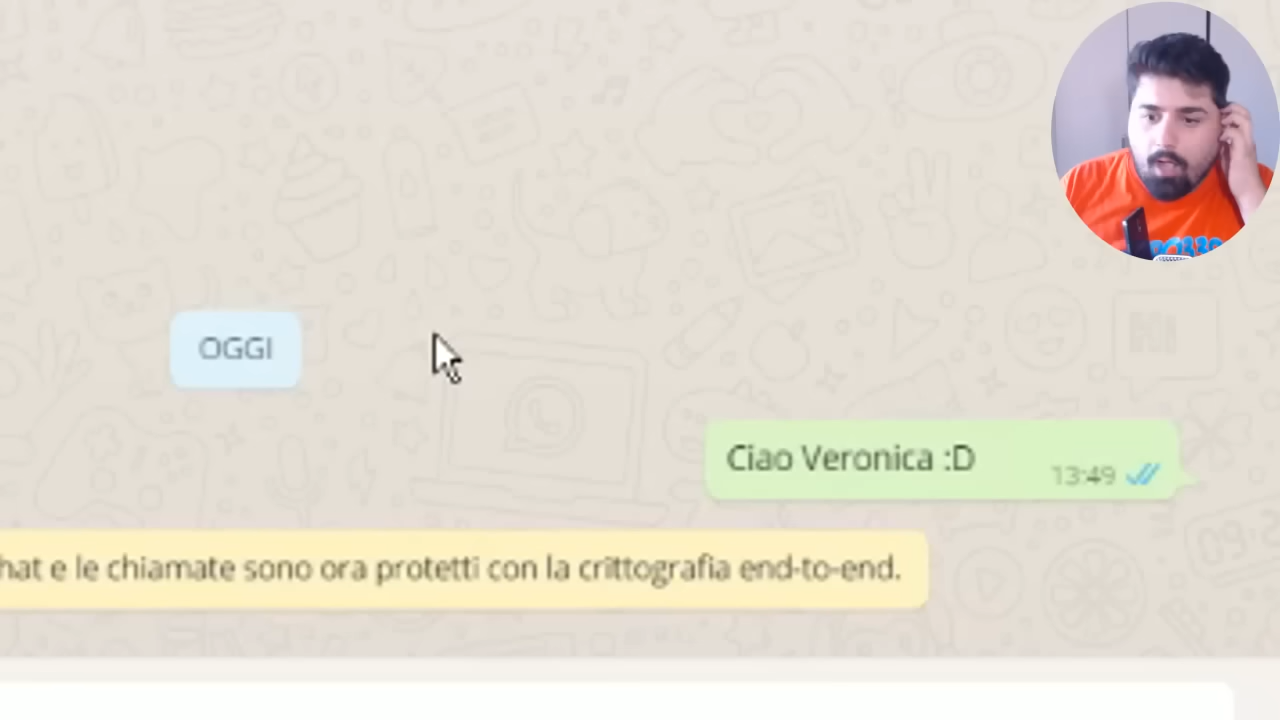 OGGI
Ciao Veronica :D
13:49
hat e le chiamate sono ora protetti con la crittografia end-to-end.